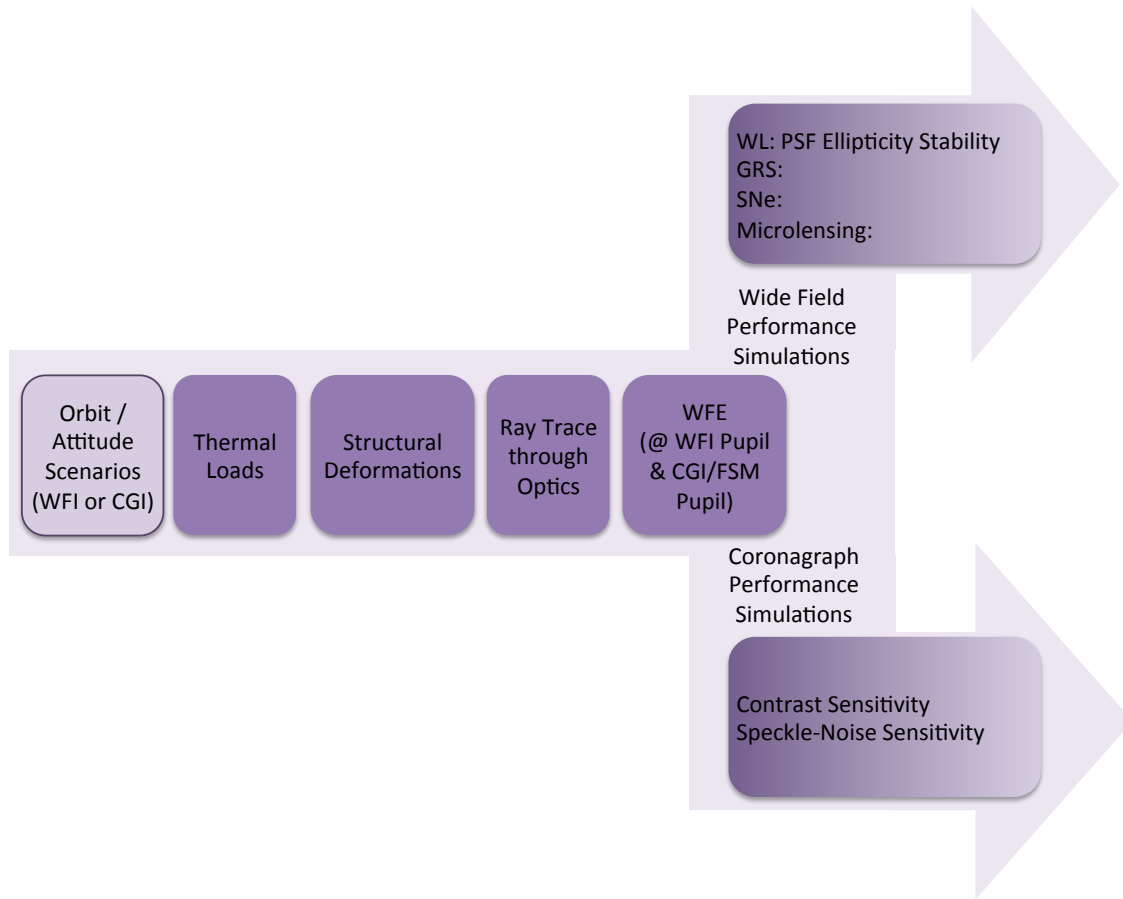 WL: PSF Ellipticity Stability
GRS:
SNe:
Microlensing:
Wide Field
Performance
Simulations
Orbit /
Attitude
Scenarios
(WFI or CGI)
Thermal
Loads
Structural
Deformations
Ray Trace
through
Optics
WFE
(@ WFI Pupil
& CGI/FSM
Pupil)
Coronagraph
Performance
Simulations
Contrast Sensitivity
Speckle-Noise Sensitivity